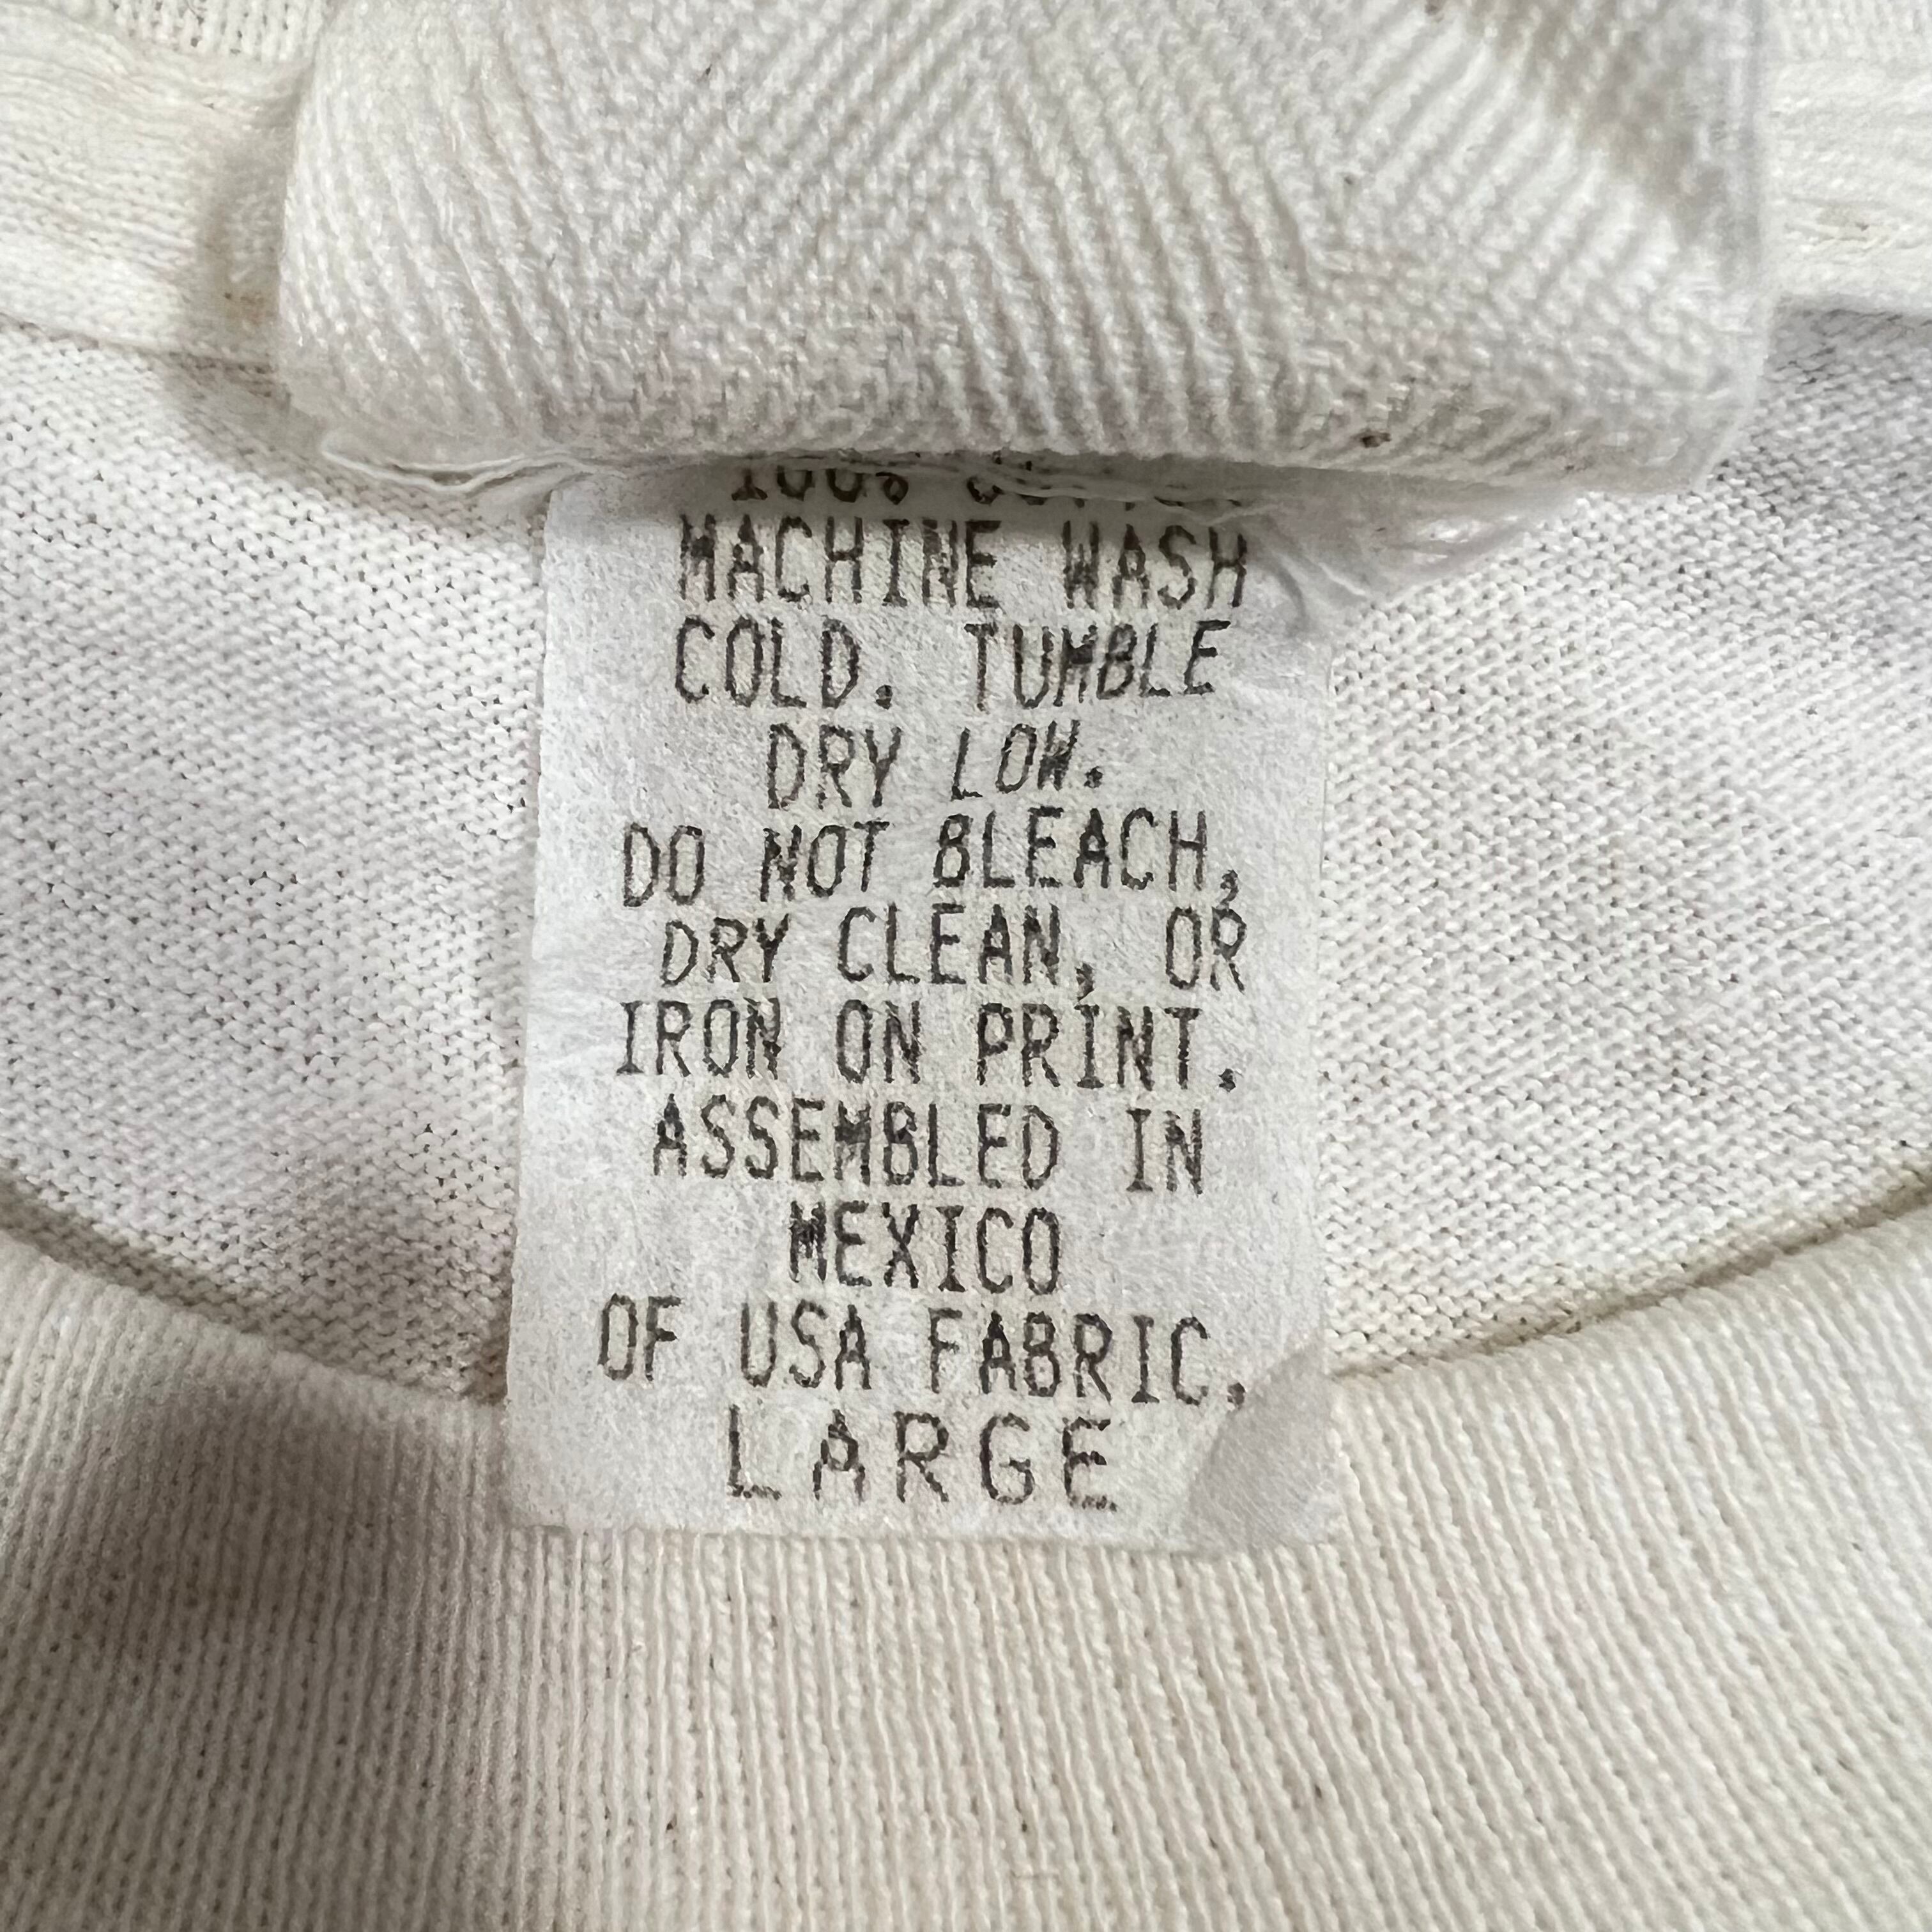 100%
MACHINE WASH
COLD. TUMBLE
DRY LOW.
DO NOT BLEACH,
DRY CLEAN, OR
IRON ON PRINT.
ASSEMBLED IN
MEXICO
OF USA FABRIC.
LARGE